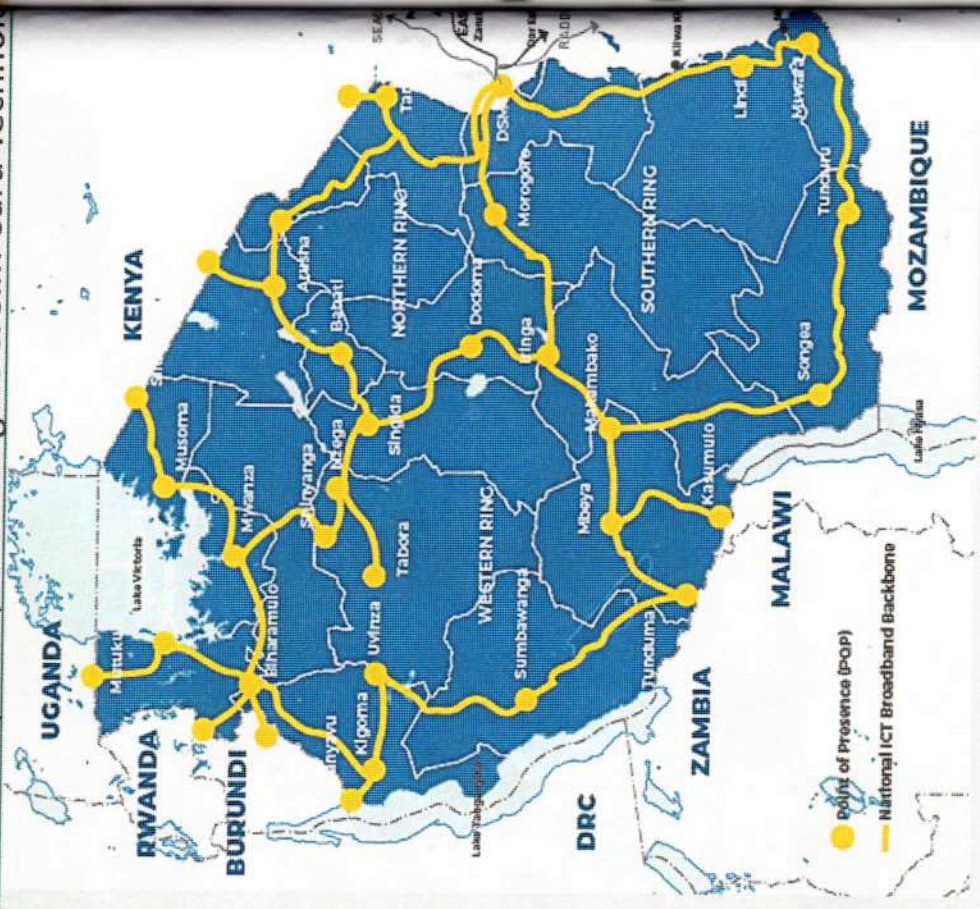 UGANDA
KENYA
RWANDA
Lake Victoria
Musoma
BURUNDI
Mwanza
Biharamulo
Arusha
Shinyanga
Nzega
Babati
Kigoma
Uvinza
Tabora
Singida
NORTHERN RING
Lake Tanganyika
WESTERN RING
Dodoma
DSM
Morogoro
Sumbawanga
Iringa
DRC
Mbeya
Makambako
SOUTHERN RING
Tunduma
ZAMBIA
Kasumulo
Lindi
MALAWI
Songea
Tunduru
Point of Presence (POP)
National ICT Broadband Backbone
MOZAMBIQUE
Lake Nyasa